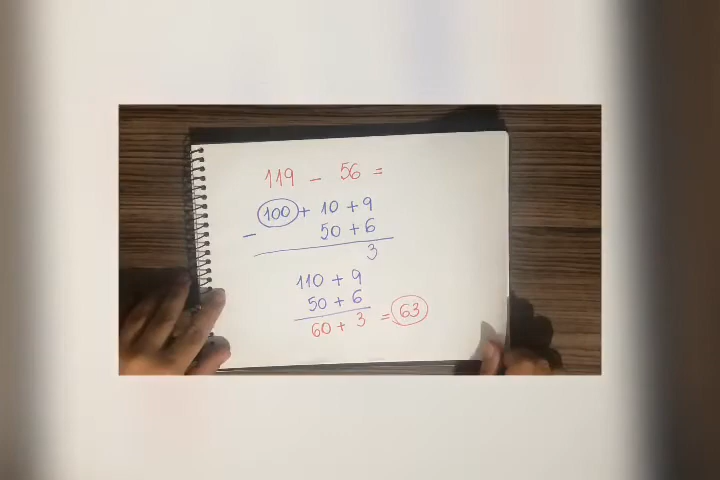 119 - 56 =
100 + 10 + 9
- 50 + 6
3
110 + 9
50 + 6
60 + 3 = 63